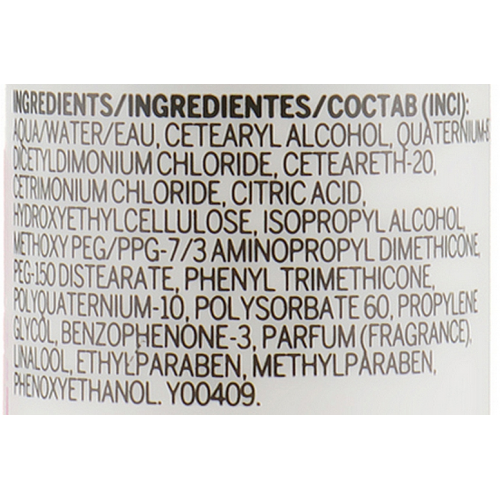 INGREDIENTS/INGREDIENTES/СОСТАВ (INCI):
AQUA/WATER/EAU, CETEARYL ALCOHOL,
DICETYLDIMONIUM CHLORIDE, CETEARETH-20,
CETRIMONIUM CHLORIDE, CITRIC ACID,
HYDROXYETHYLCELLULOSE, ISOPROPYL ALCOHOL,
METHOXY PEG/PPG-7/3 AMINOPROPYL DIMETHICONE,
PEG-150 DISTEARATE, PHENYL TRIMETHICONE,
POLYQUATERNIUM-10, POLYSORBATE 60, PROPYLENE
GLYCOL, BENZOPHENONE-3, PARFUM (FRAGRANCE),
LINALOOL, ETHYLPARABEN, METHYLPARABEN,
PHENOXYETHANOL. Y00409.